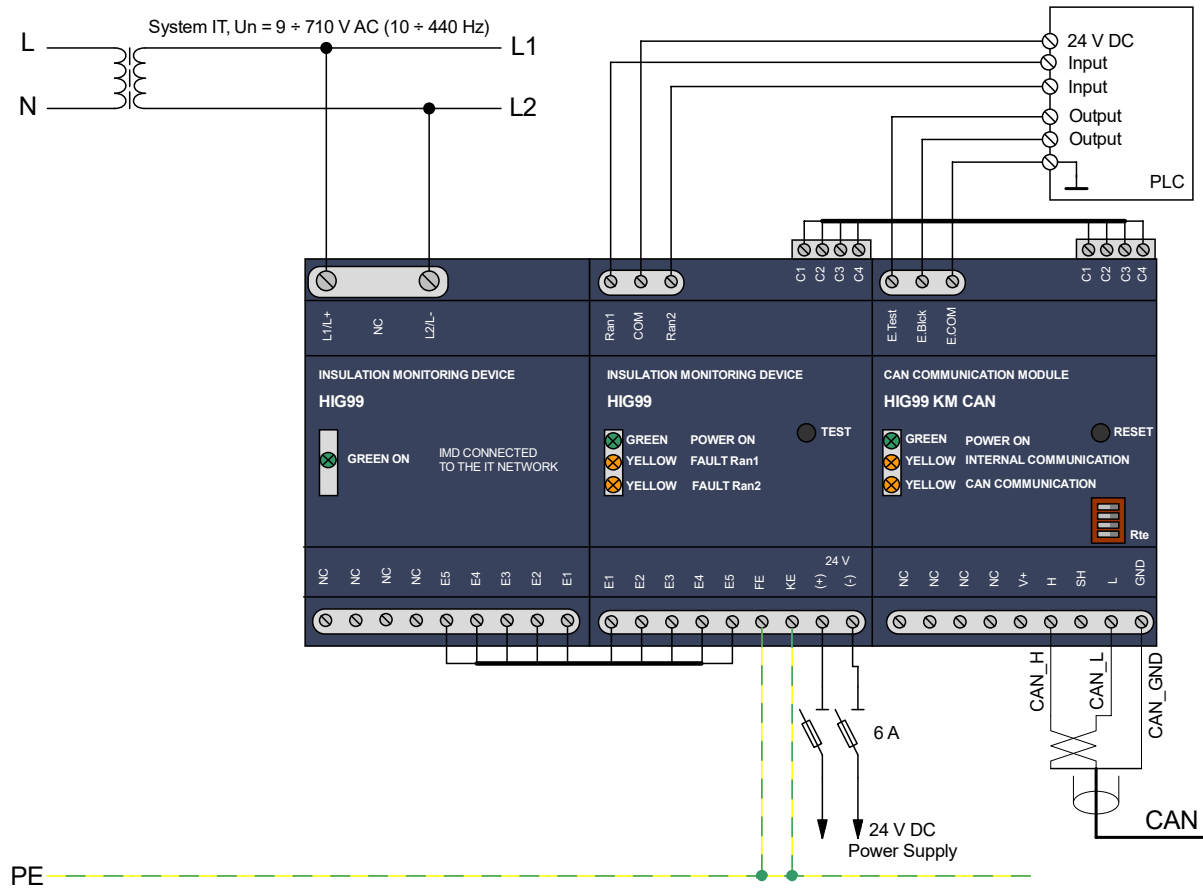 System IT, Un = 9 ÷ 710 V AC (10 ÷ 440 Hz)
L
L1
N
L2
24 V DC
Input
Input
Output
Output
PLC
C1
C2
C3
C4
C1
C2
C3
C4
L1/L+
NC
L2/L-
Ran1
COM
Ran2
E.Test
E.Blck
E.COM
INSULATION MONITORING DEVICE
HIG99
GREEN ON
IMD CONNECTED
TO THE IT NETWORK
INSULATION MONITORING DEVICE
HIG99
TEST
GREEN POWER ON
YELLOW FAULT Ran1
YELLOW FAULT Ran2
CAN COMMUNICATION MODULE
HIG99 KM CAN
RESET
GREEN POWER ON
YELLOW INTERNAL COMMUNICATION
YELLOW CAN COMMUNICATION
Rte
NC
NC
NC
NC
E5
E4
E3
E2
E1
24 V
E1
E2
E3
E4
E5
FE
KE
(+)
(-)
NC
NC
NC
NC
V+
H
SH
L
GND
CAN_H
CAN_L
CAN_GND
6 A
24 V DC
Power Supply
CAN
PE